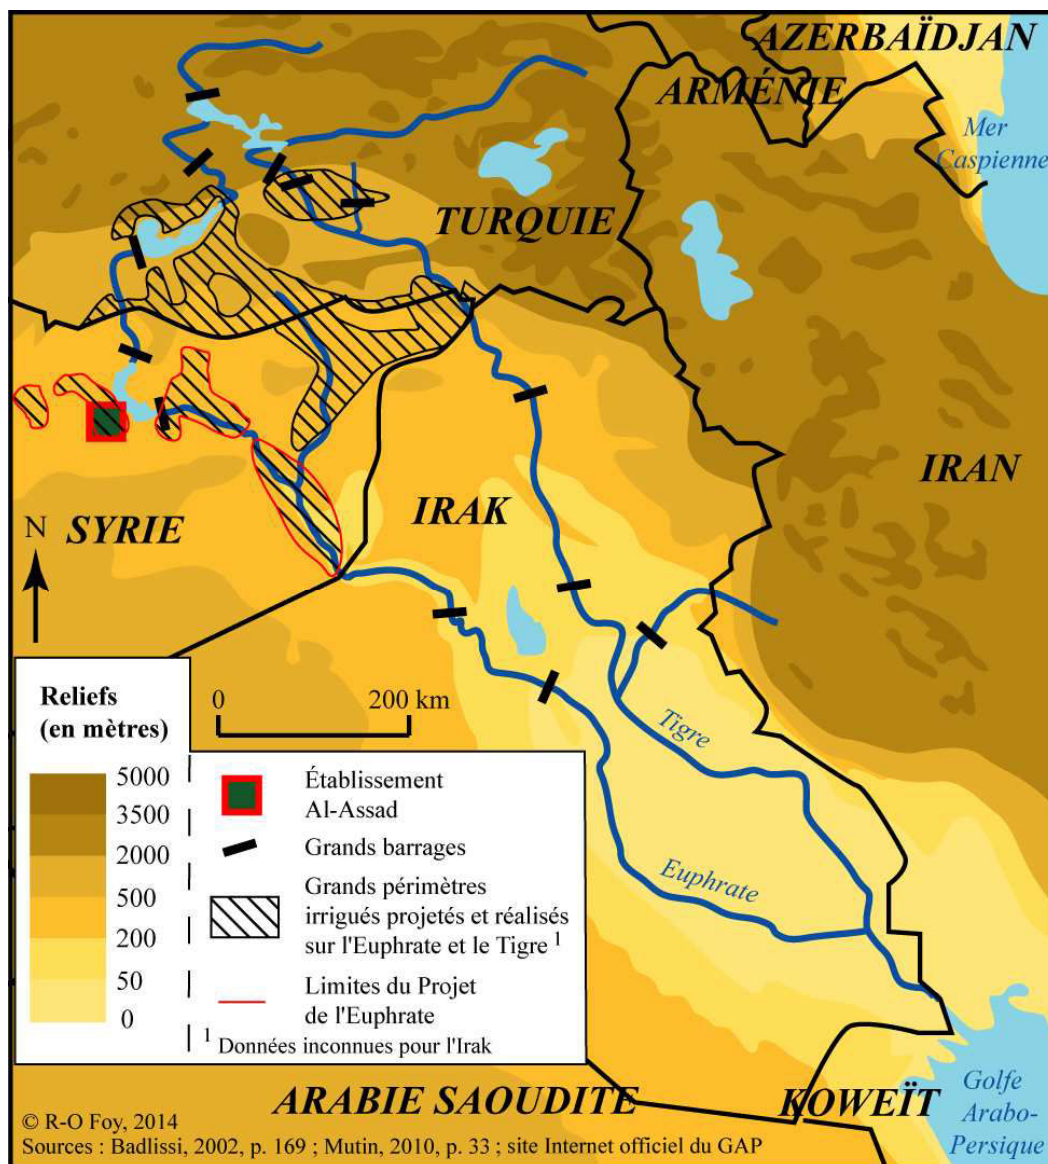 AZERBAÏDJAN
ARMÉNIE
Mer
Caspienne
TURQUIE
IRAN
IRAK
SYRIE
N
0 200 km
Tigre
Euphrate
Reliefs
(en mètres)
5000
3500
2000
500
200
50
0
Établissement
Al-Assad
Grands barrages
Grands périmètres
irrigués projetés et réalisés
sur l'Euphrate et le Tigre 1
Limites du Projet
de l'Euphrate
1 Données inconnues pour l'Irak
ARABIE SAOUDITE
KOWEÏT
Golfe
Arabo-
Persique
© R-O Foy, 2014
Sources : Badlissi, 2002, p. 169 ; Mutin, 2010, p. 33 ; site Internet officiel du GAP